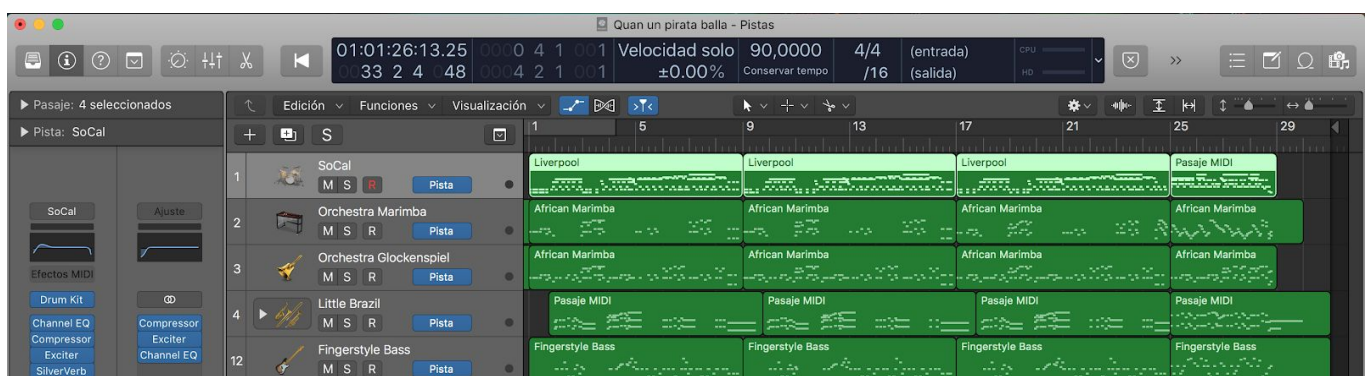 Quan un pirata balla - Pistas
01:01:26:13.25 0000 4 1 001 Velocidad solo 90,0000 4/4 (entrada) CPU
0033 2 4 048 0004 2 1 001 ±0.00% Conservar tempo /16 (salida) HD
Pasaje: 4 seleccionados Edición Funciones Visualización
Pista: SoCal S 1 5 9 13 17 21 25 29
1 SoCal M S R Pista
Liverpool Liverpool Liverpool Pasaje MIDI
SoCal Ajuste
2 Orchestra Marimba M S R Pista
African Marimba African Marimba African Marimba African Marimba
3 Orchestra Glockenspiel M S R Pista
African Marimba African Marimba African Marimba African Marimba
Efectos MIDI
Drum Kit
4 Little Brazil M S R Pista
Pasaje MIDI Pasaje MIDI Pasaje MIDI Pasaje MIDI
Channel EQ Compressor
Compressor Exciter
Exciter Channel EQ
SilverVerb
12 Fingerstyle Bass M S R Pista
Fingerstyle Bass Fingerstyle Bass Fingerstyle Bass Fingerstyle Bass